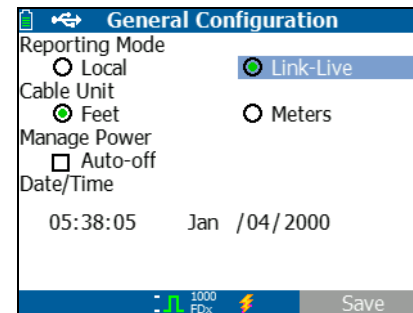 General Configuration
Reporting Mode
Local Link-Live
Cable Unit
Feet Meters
Manage Power
Auto-off
Date/Time
05:38:05 Jan /04/2000
1000
FDx
Save